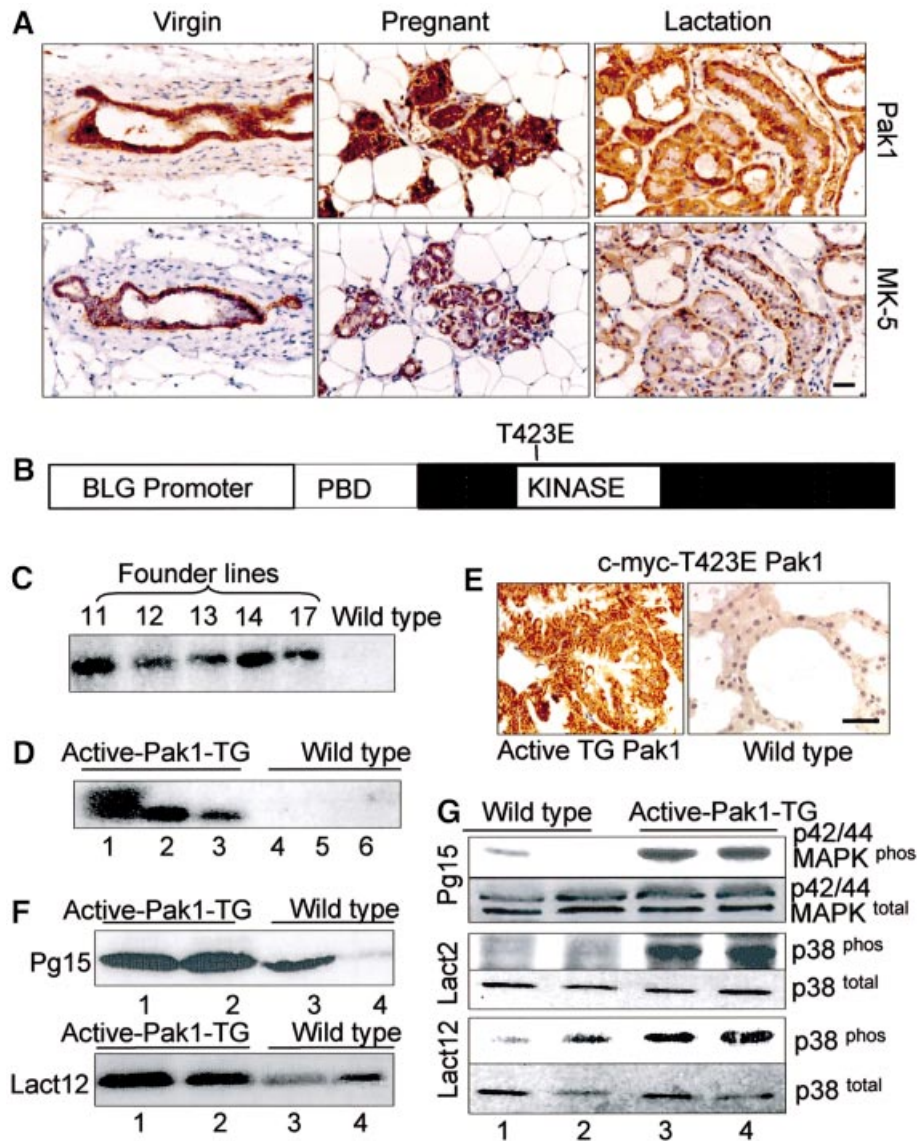 A
Virgin Pregnant Lactation
Pak1
MK-5
B
T423E
BLG Promoter PBD KINASE
C
Founder lines
11 12 13 14 17 Wild type
D
Active-Pak1-TG Wild type
1 2 3 4 5 6
E
c-myc-T423E Pak1
Active TG Pak1 Wild type
F
Active-Pak1-TG Wild type
Pg15
1 2 3 4
Active-Pak1-TG Wild type
Lact12
1 2 3 4
G
Wild type Active-Pak1-TG
Pg15
p42/44
MAPK phos
p42/44
MAPK total
Lact2
p38 phos
p38 total
Lact12
p38 phos
p38 total
1 2 3 4